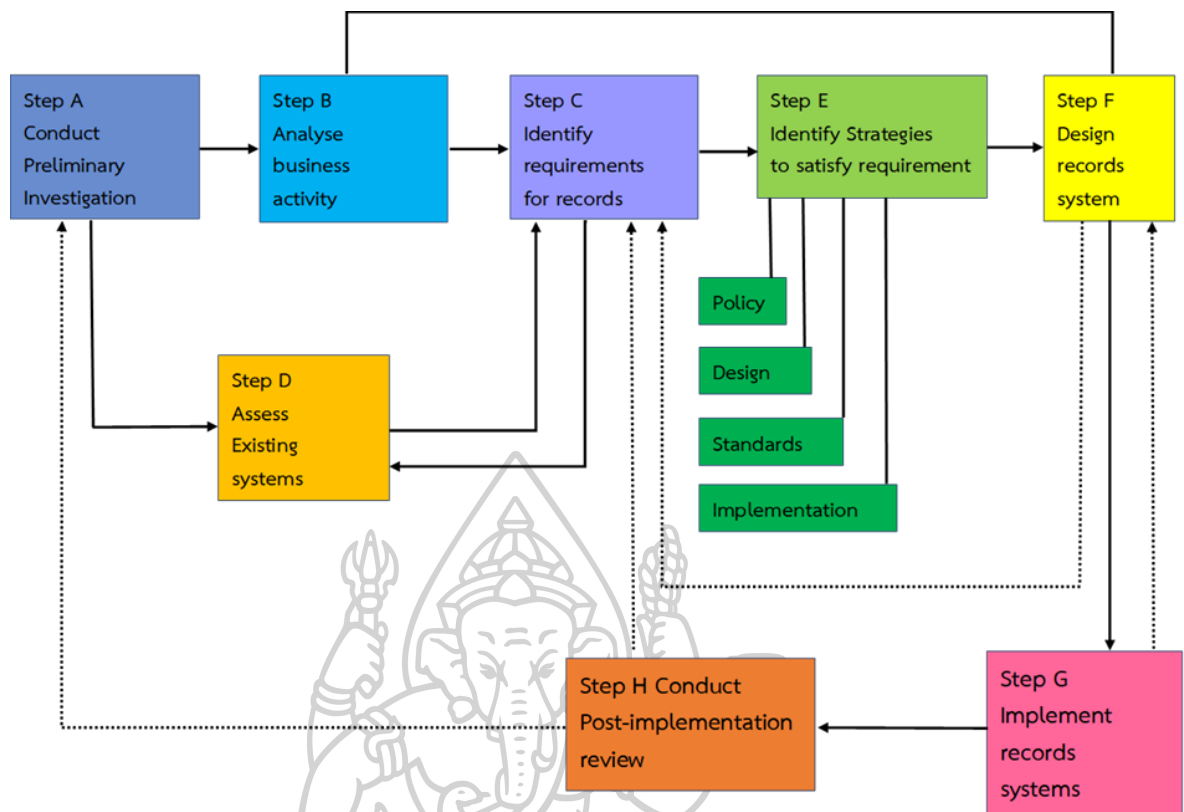 Step A
Conduct
Preliminary
Investigation
Step B
Analyse
business
activity
Step C
Identify
requirements
for records
Step E
Identify Strategies
to satisfy requirement
Step F
Design
records
system
Policy
Design
Standards
Implementation
Step D
Assess
Existing
systems
Step H Conduct
Post-implementation
review
Step G
Implement
records
systems